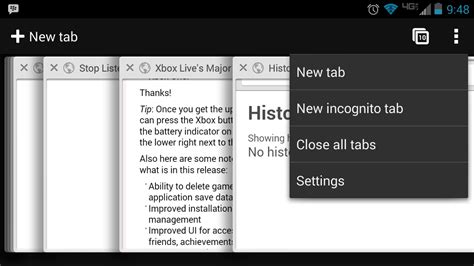 4G 9:48
+ New tab
10
× Stop Liste
× Xbox Live's Major
× Histo
Thanks!
Tip: Once you get the up
can press the Xbox butt
the battery indicator on
the lower right next to th
Also here are some note
what is in this release:
· Ability to delete game
application save data
· Improved installation
management
· Improved UI for acces
friends, achievements
Histo
Showing h
No histo
New tab
New incognito tab
Close all tabs
Settings